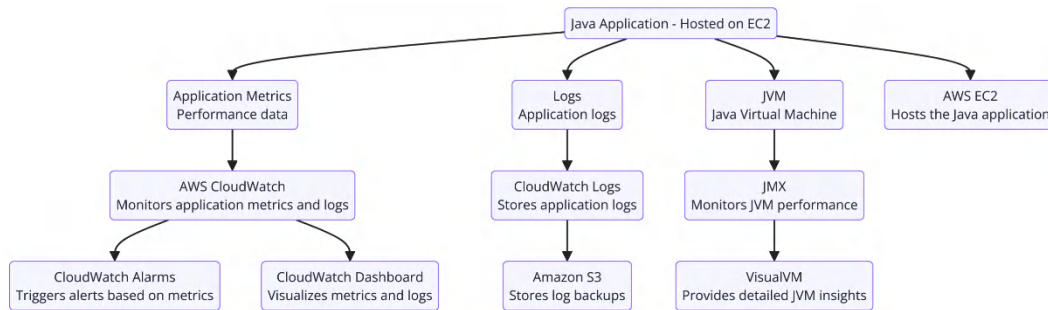 Java Application - Hosted on EC2
Application Metrics
Performance data
Logs
Application logs
JVM
Java Virtual Machine
AWS EC2
Hosts the Java application
AWS CloudWatch
Monitors application metrics and logs
CloudWatch Logs
Stores application logs
JMX
Monitors JVM performance
CloudWatch Alarms
Triggers alerts based on metrics
CloudWatch Dashboard
Visualizes metrics and logs
Amazon S3
Stores log backups
VisualVM
Provides detailed JVM insights